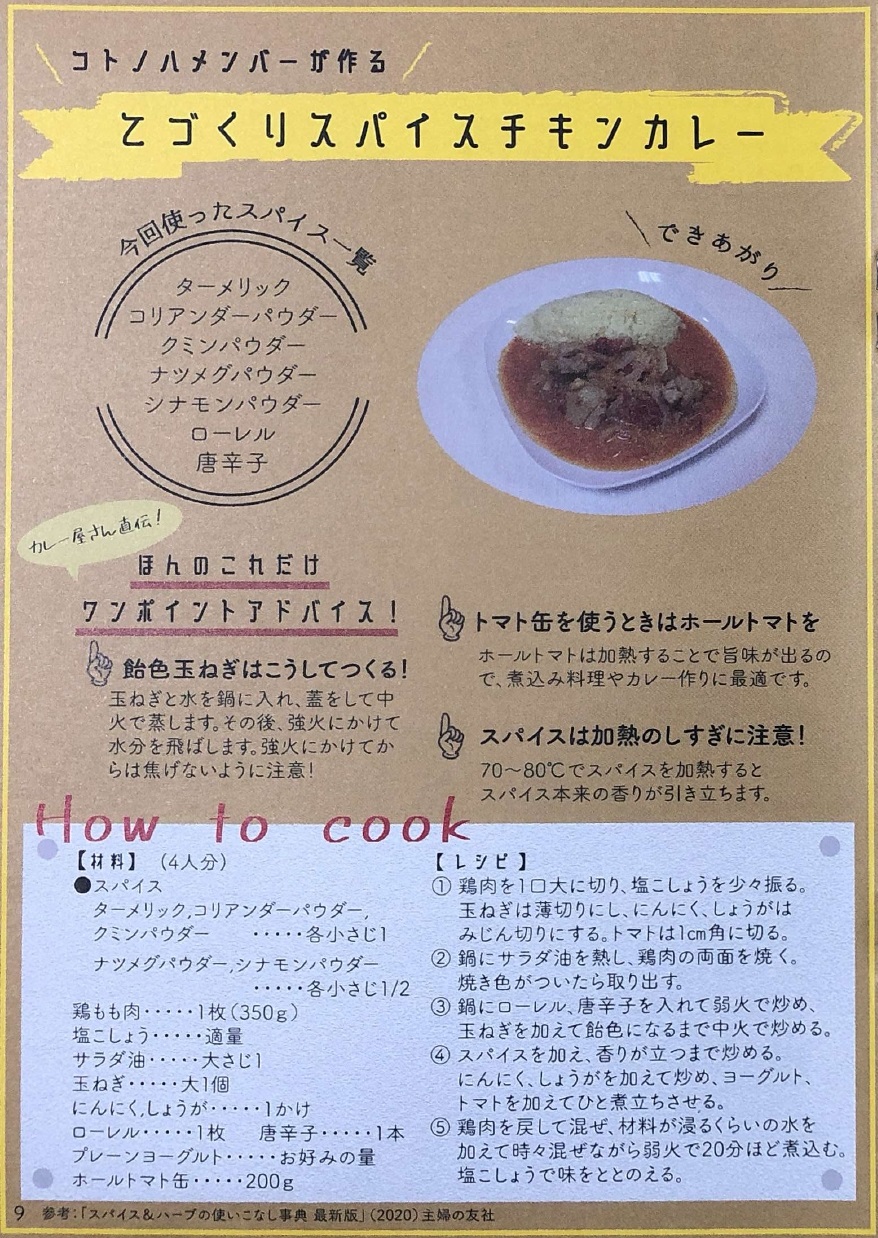 コトノハメンバーが作る
てづくりスパイスチキンカレー
今回使ったスパイス一覧
ターメリック
コリアンダーパウダー
クミンパウダー
ナツメグパウダー
シナモンパウダー
ローレル
唐辛子
できあがり
カレー屋さん直伝!
ほんのこれだけ
ワンポイントアドバイス!
飴色玉ねぎはこうしてつくる!
玉ねぎと水を鍋に入れ、蓋をして中
火で蒸します。その後、強火にかけて
水分を飛ばします。強火にかけてか
らは焦げないように注意!
トマト缶を使うときはホールトマトを
ホールトマトは加熱することで旨味が出るの
で、煮込み料理やカレー作りに最適です。
スパイスは加熱のしすぎに注意!
70～80℃でスパイスを加熱すると
スパイス本来の香りが引き立ちます。
How to cook
【材料】（4人分）
●スパイス
ターメリック,コリアンダーパウダー,
クミンパウダー ・・・・・各小さじ1
ナツメグパウダー,シナモンパウダー
・・・・・各小さじ1/2
鶏もも肉・・・・・1枚(350g)
塩こしょう・・・・・適量
サラダ油・・・・・大さじ1
玉ねぎ・・・・・大1個
にんにく,しょうが・・・・・1かけ
ローレル・・・・・1枚 唐辛子・・・・・1本
プレーンヨーグルト・・・・・お好みの量
ホールトマト缶・・・・・200g
【レシピ】
① 鶏肉を1口大に切り、塩こしょうを少々振る。
玉ねぎは薄切りにし、にんにく、しょうがは
みじん切りにする。トマトは1cm角に切る。
② 鍋にサラダ油を熱し、鶏肉の両面を焼く。
焼き色がついたら取り出す。
③ 鍋にローレル、唐辛子を入れて弱火で炒め、
玉ねぎを加えて飴色になるまで中火で炒める。
④ スパイスを加え、香りが立つまで炒める。
にんにく、しょうがを加えて炒め、ヨーグルト、
トマトを加えてひと煮立ちさせる。
⑤ 鶏肉を戻して混ぜ、材料が浸るくらいの水を
加えて時々混ぜながら弱火で20分ほど煮込む。
塩こしょうで味をととのえる。
9 参考:「スパイス&ハーブの使いこなし事典 最新版」(2020)主婦の友社